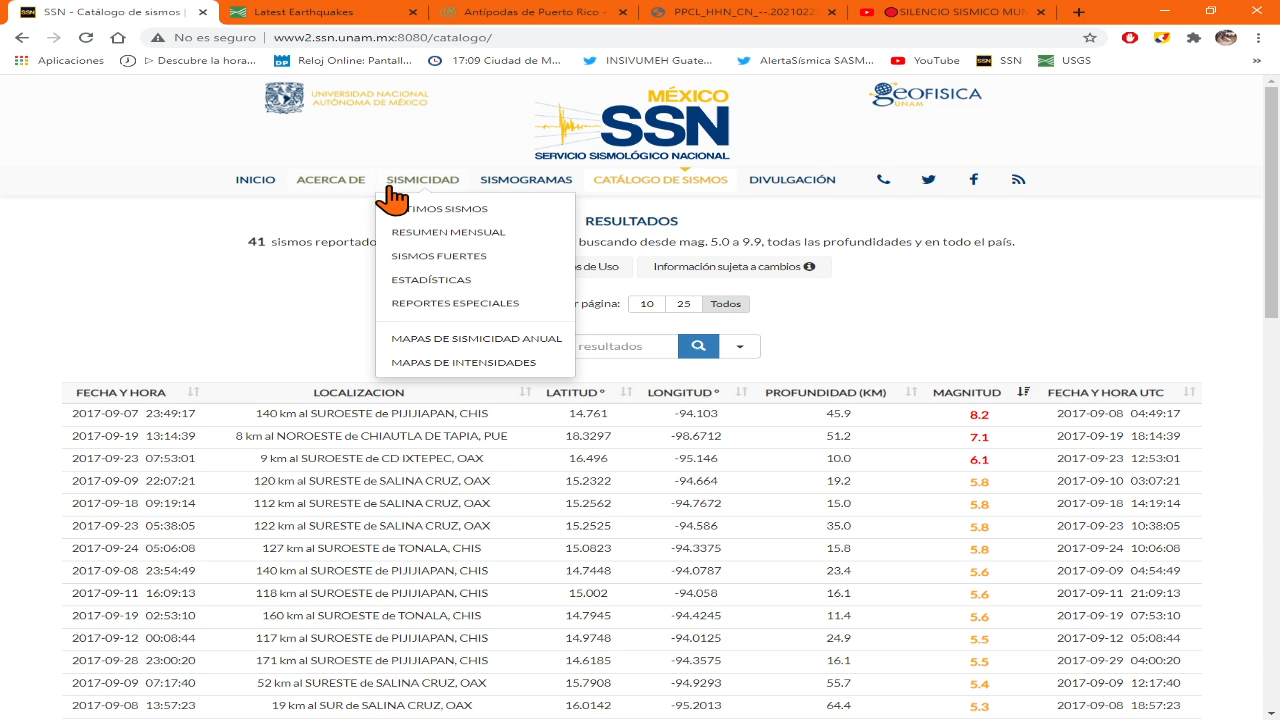 SSN - Catálogo de sismos |
Latest Earthquakes
Antípodas de Puerto Rico -
PPCL_HHN_CN_--.2021022
SILENCIO SISMICO MUN
No es seguro | www2.ssn.unam.mx:8080/catalogo/
Aplicaciones
ᐅ Descubre la hora...
Reloj Online: Pantall...
17:09 Ciudad de M...
INSIVUMEH Guate...
AlertaSísmica SASM...
YouTube
SSN
USGS
»
UNIVERSIDAD NACIONAL
AUTÓNOMA DE MÉXICO
MÉXICO
SSN
SERVICIO SISMOLÓGICO NACIONAL
GEOFISICA
UNAM
INICIO ACERCA DE SISMICIDAD SISMOGRAMAS CATÁLOGO DE SISMOS DIVULGACIÓN
TIMOS SISMOS
RESUMEN MENSUAL
SISMOS FUERTES
ESTADÍSTICAS
REPORTES ESPECIALES
MAPAS DE SISMICIDAD ANUAL
MAPAS DE INTENSIDADES
RESULTADOS
41 sismos reportado buscando desde mag. 5.0 a 9.9, todas las profundidades y en todo el país.
s de Uso Información sujeta a cambios
r página: 10 25 Todos
resultados
FECHA Y HORA LOCALIZACION LATITUD º LONGITUD º PROFUNDIDAD (KM) MAGNITUD FECHA Y HORA UTC
2017-09-07 23:49:17 140 km al SUROESTE de PIJIJIAPAN, CHIS 14.761 -94.103 45.9 8.2 2017-09-08 04:49:17
2017-09-19 13:14:39 8 km al NOROESTE de CHIAUTLA DE TAPIA, PUE 18.3297 -98.6712 51.2 7.1 2017-09-19 18:14:39
2017-09-23 07:53:01 9 km al SUROESTE de CD IXTEPEC, OAX 16.496 -95.146 10.0 6.1 2017-09-23 12:53:01
2017-09-09 22:07:21 120 km al SURESTE de SALINA CRUZ, OAX 15.2322 -94.664 19.2 5.8 2017-09-10 03:07:21
2017-09-18 09:19:14 111 km al SURESTE de SALINA CRUZ, OAX 15.2562 -94.7672 15.0 5.8 2017-09-18 14:19:14
2017-09-23 05:38:05 122 km al SURESTE de SALINA CRUZ, OAX 15.2525 -94.586 35.0 5.8 2017-09-23 10:38:05
2017-09-24 05:06:08 127 km al SUROESTE de TONALA, CHIS 15.0823 -94.3375 15.8 5.8 2017-09-24 10:06:08
2017-09-08 23:54:49 140 km al SUROESTE de PIJIJIAPAN, CHIS 14.7448 -94.0787 23.4 5.6 2017-09-09 04:54:49
2017-09-11 16:09:13 118 km al SUROESTE de PIJIJIAPAN, CHIS 15.002 -94.058 16.1 5.6 2017-09-11 21:09:13
2017-09-19 02:53:10 160 km al SUROESTE de TONALA, CHIS 14.7945 -94.4245 11.4 5.6 2017-09-19 07:53:10
2017-09-12 00:08:44 117 km al SUROESTE de PIJIJIAPAN, CHIS 14.9748 -94.0125 24.9 5.5 2017-09-12 05:08:44
2017-09-28 23:00:20 171 km al SUROESTE de PIJIJIAPAN, CHIS 14.6185 -94.3575 16.1 5.5 2017-09-29 04:00:20
2017-09-09 07:17:40 52 km al SURESTE de SALINA CRUZ, OAX 15.7908 -94.9293 55.7 5.4 2017-09-09 12:17:40
2017-09-08 13:57:23 19 km al SUR de SALINA CRUZ, OAX 16.0142 -95.2013 64.4 5.3 2017-09-08 18:57:23